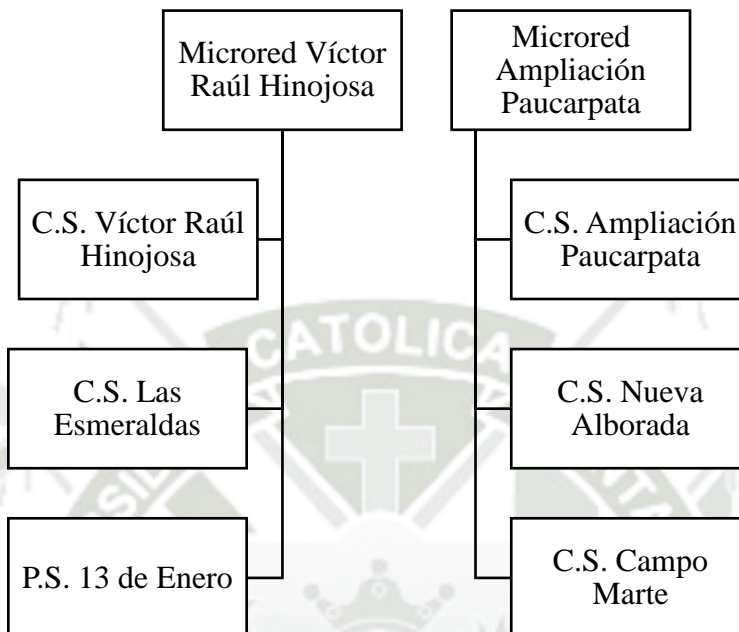 Microred Víctor
Raúl Hinojosa
Microred
Ampliación
Paucarpata
C.S. Víctor Raúl
Hinojosa
C.S. Ampliación
Paucarpata
C.S. Las
Esmeraldas
C.S. Nueva
Alborada
P.S. 13 de Enero
C.S. Campo
Marte
CATOLICA